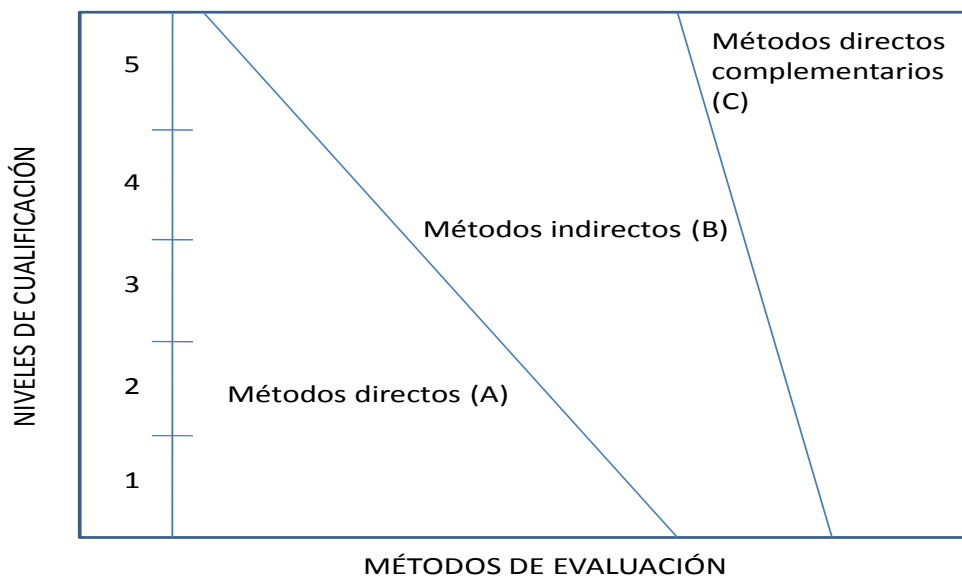 NIVELES DE CUALIFICACIÓN
5
4
3
2
1
Métodos directos
complementarios
(C)
Métodos indirectos (B)
Métodos directos (A)
MÉTODOS DE EVALUACIÓN